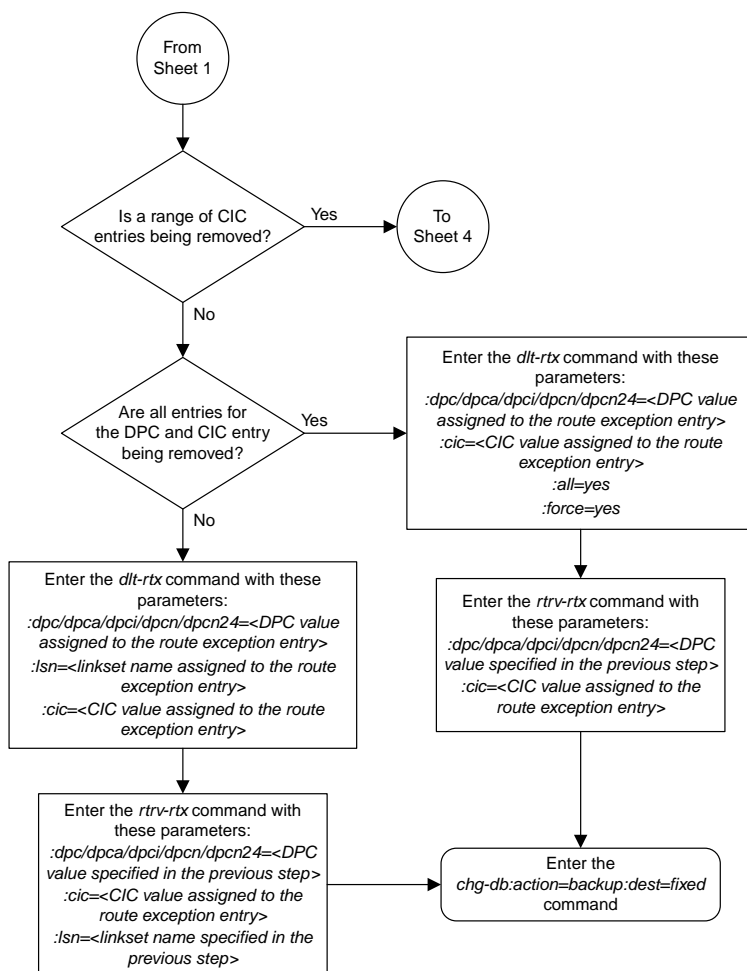 From
Sheet 1
Is a range of CIC
entries being removed?
Yes
To
Sheet 4
No
Are all entries for
the DPC and CIC entry
being removed?
Yes
Enter the dlt-rtx command with these
parameters:
:dpc/dpca/dpci/dpcn/dpcn24=<DPC value
assigned to the route exception entry>
:cic=<CIC value assigned to the route
exception entry>
:all=yes
:force=yes
No
Enter the dlt-rtx command with these
parameters:
:dpc/dpca/dpci/dpcn/dpcn24=<DPC value
assigned to the route exception entry>
:lsn=<linkset name assigned to the route
exception entry>
:cic=<CIC value assigned to the route
exception entry>
Enter the rtrv-rtx command with
these parameters:
:dpc/dpca/dpci/dpcn/dpcn24=<DPC
value specified in the previous step>
:cic=<CIC value assigned to the
route exception entry>
Enter the rtrv-rtx command with
these parameters:
:dpc/dpca/dpci/dpcn/dpcn24=<DPC
value specified in the previous step>
:cic=<CIC value assigned to the
route exception entry>
:lsn=<linkset name specified in the
previous step>
Enter the
chg-db:action=backup:dest=fixed
command